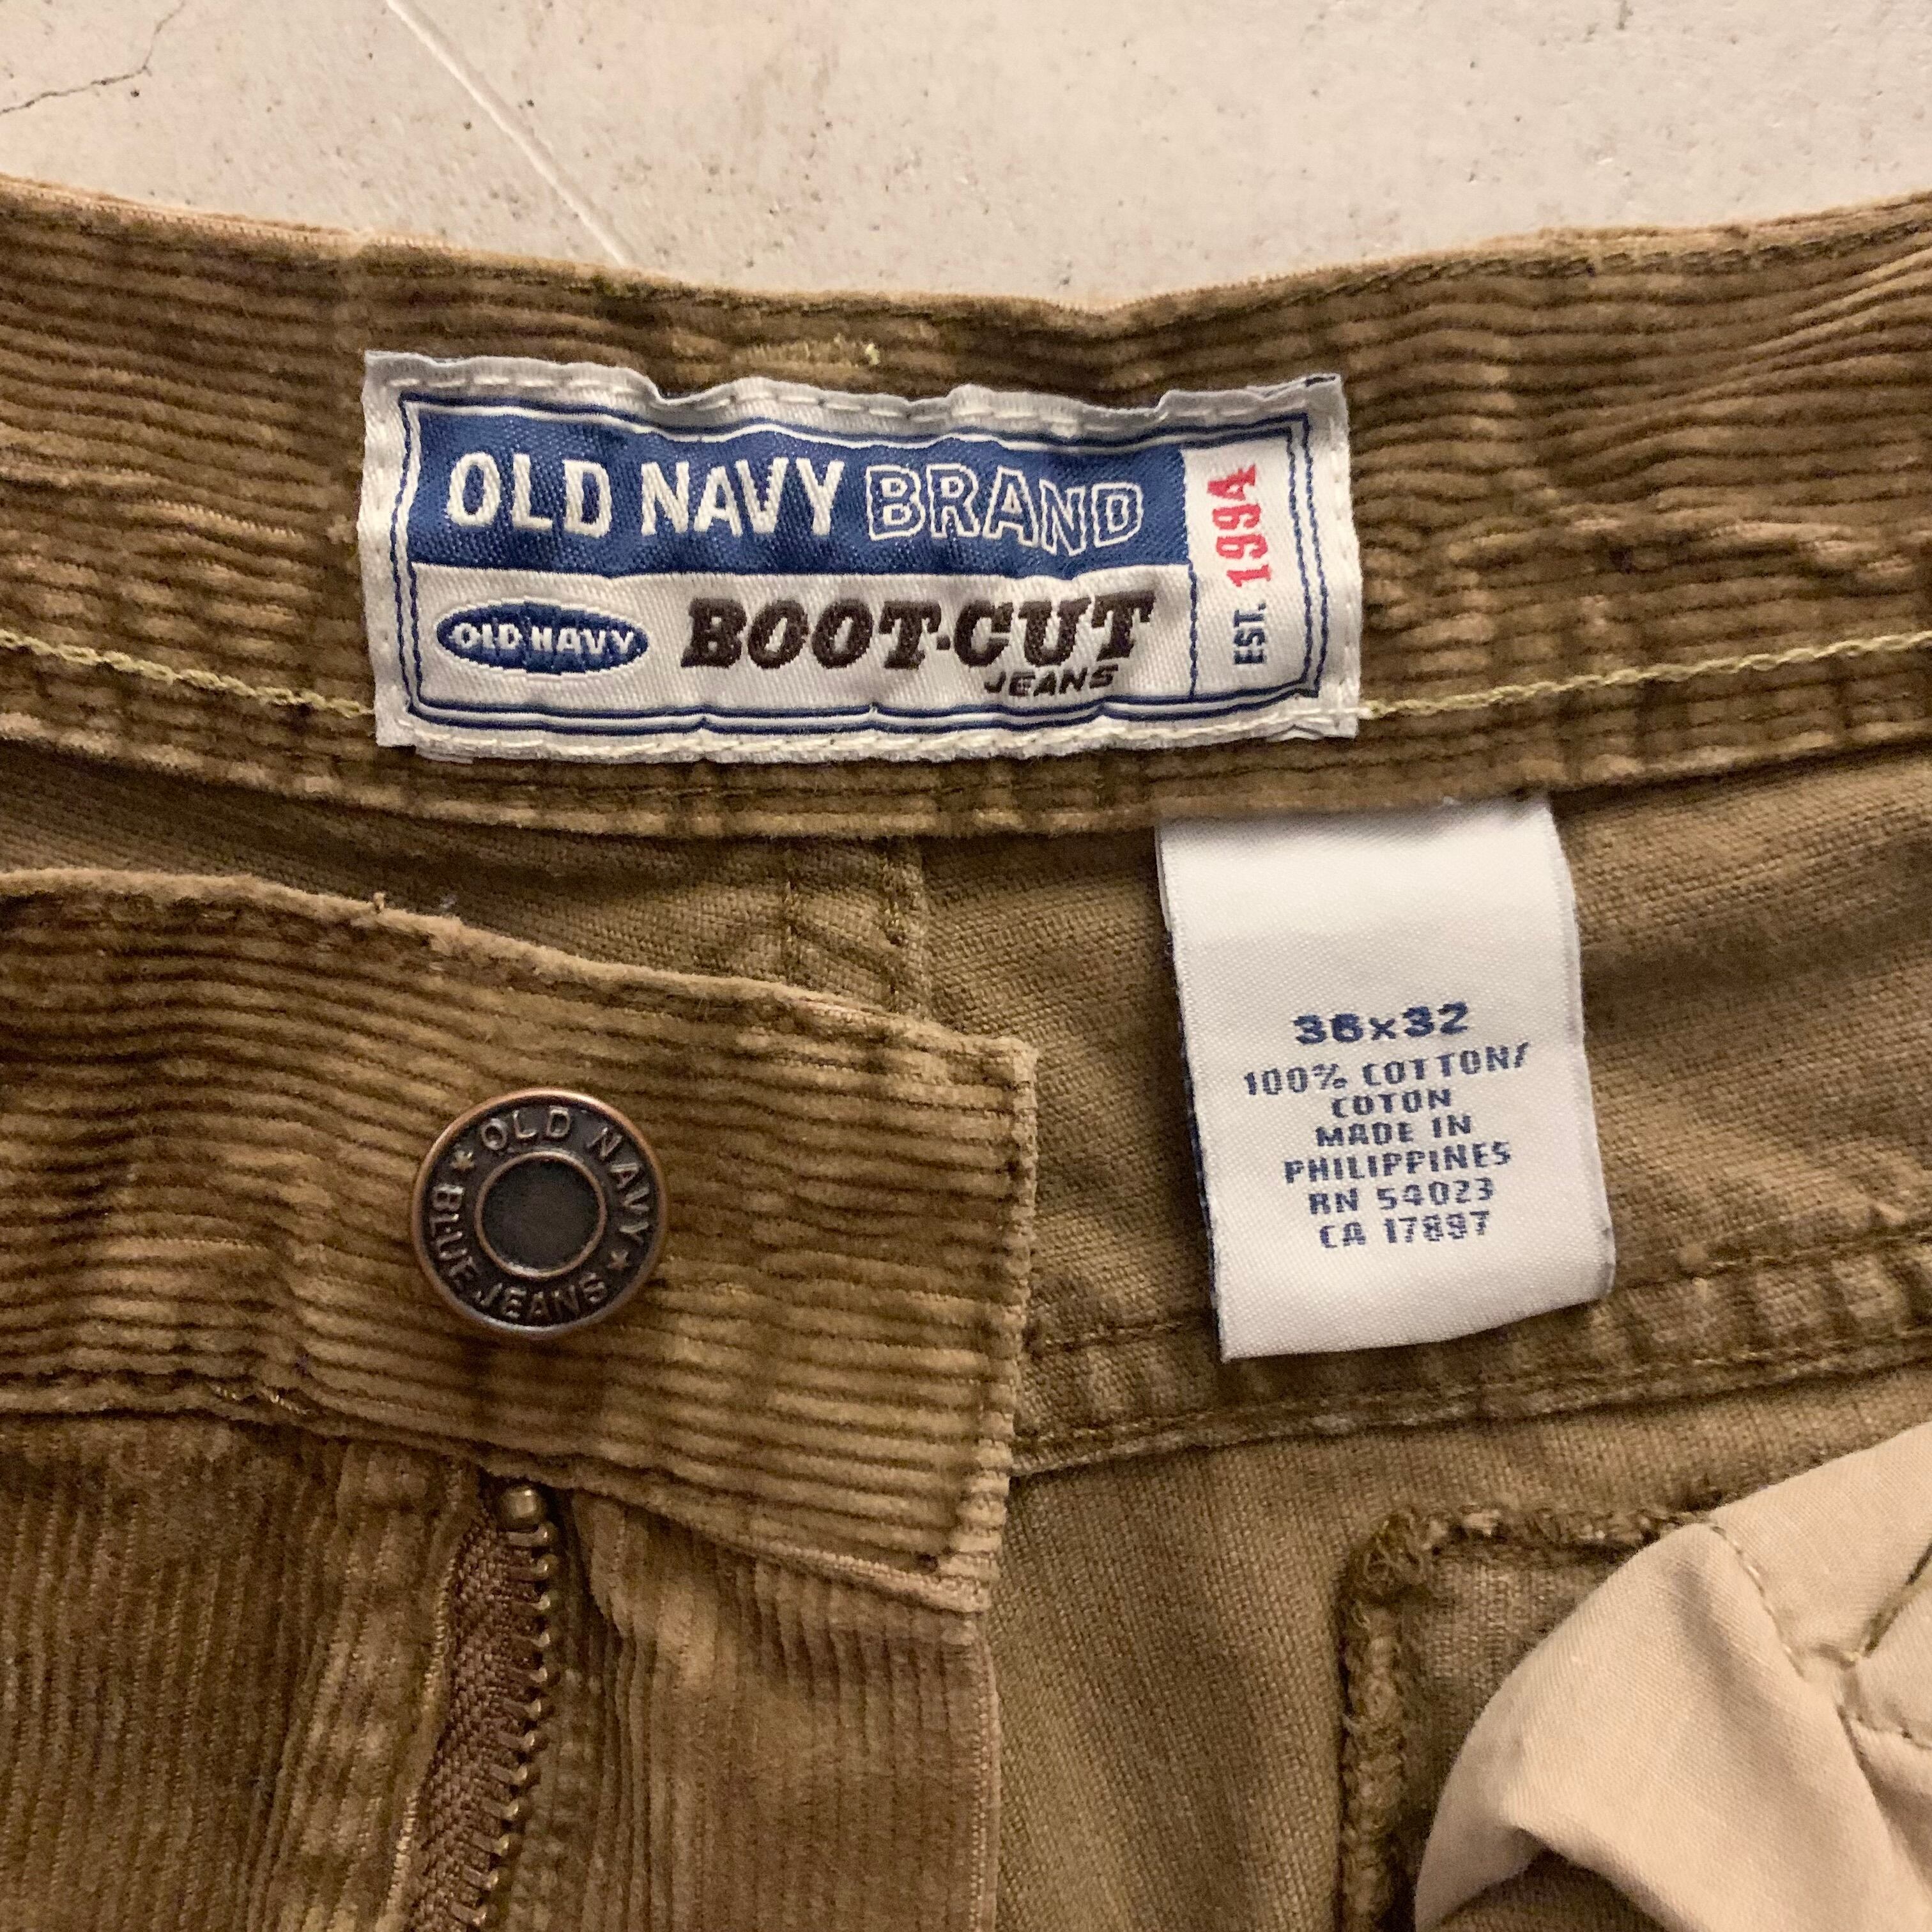 OLD NAVY BRAND
OLD NAVY
BOOT-CUT
JEANS
EST. 1994
36x32
100% COTTON/
COTON
MADE IN
PHILIPPINES
RN 54023
CA 17897
OLD NAVY
BLUE JEANS